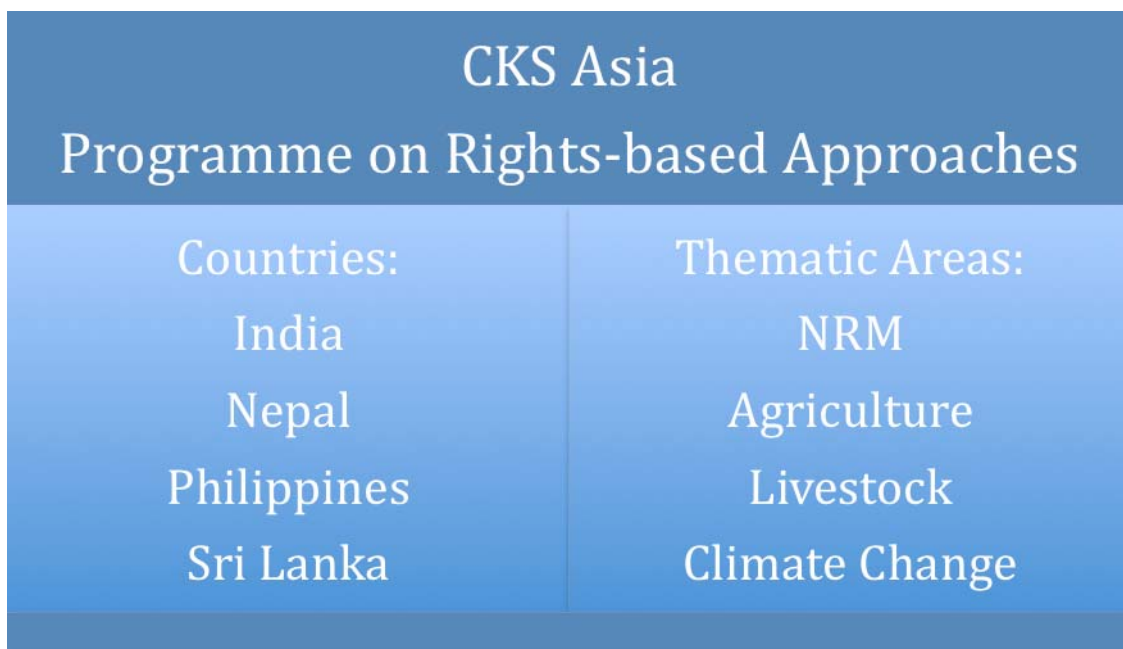 CKS Asia
Programme on Rights-based Approaches
Countries:
India
Nepal
Philippines
Sri Lanka
Thematic Areas:
NRM
Agriculture
Livestock
Climate Change